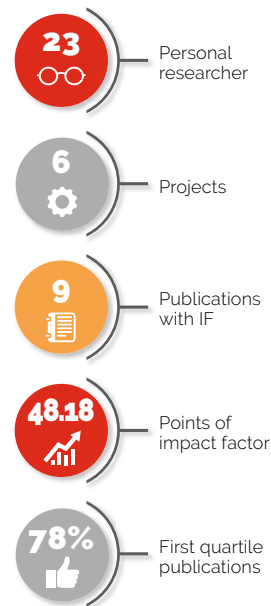 23
Personal
researcher
6
Projects
9
Publications
with IF
48.18
Points of
impact factor
78%
First quartile
publications